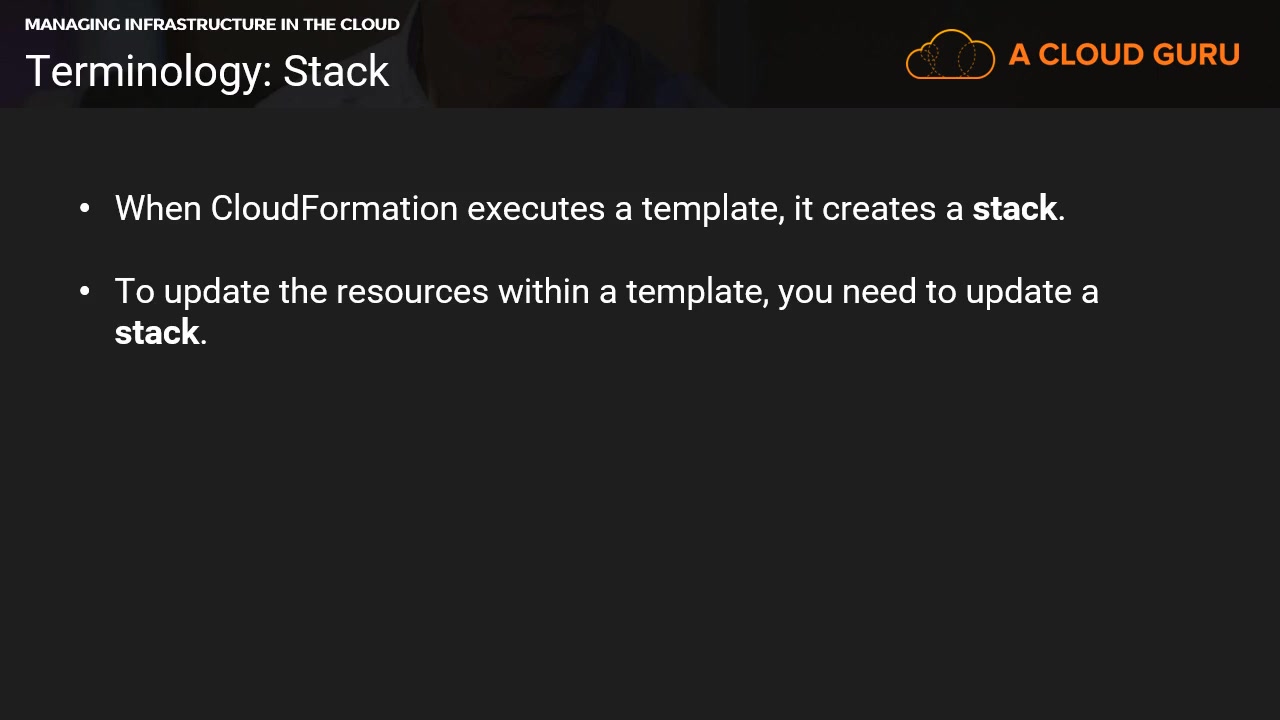 MANAGING INFRASTRUCTURE IN THE CLOUD
Terminology: Stack
A CLOUD GURU
• When CloudFormation executes a template, it creates a stack.
• To update the resources within a template, you need to update a
stack.